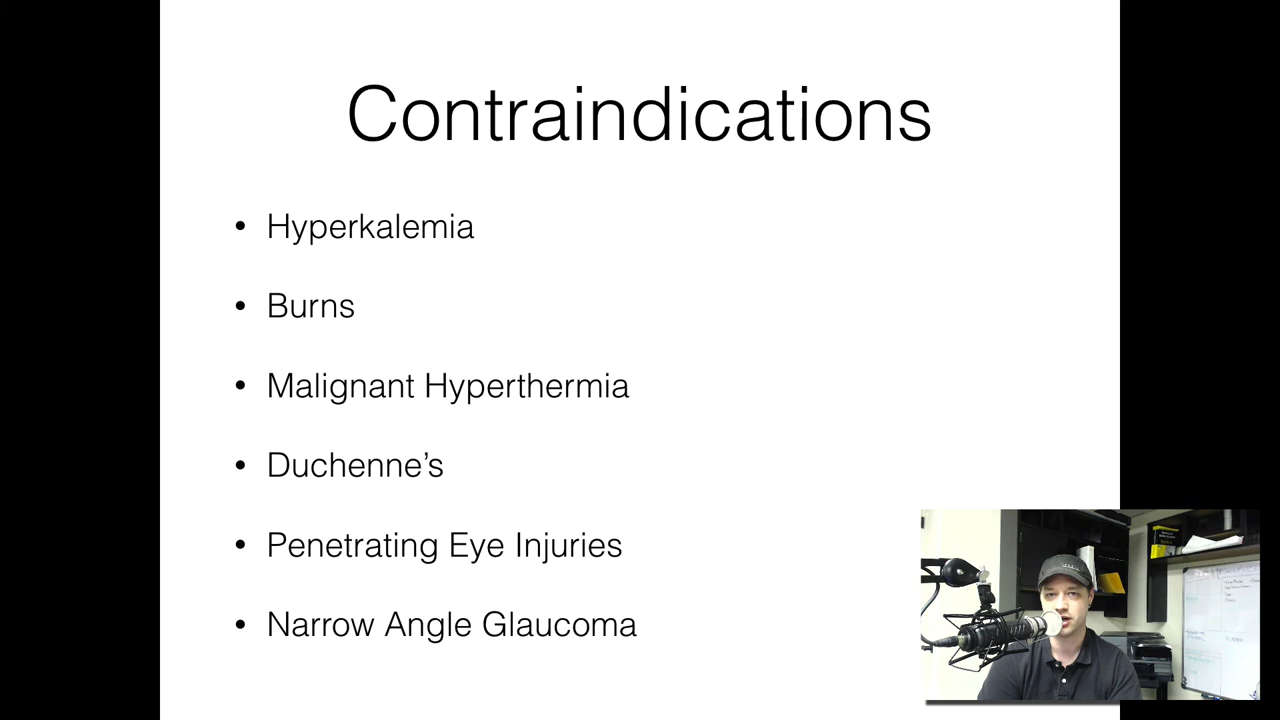 Contraindications
• Hyperkalemia
• Burns
• Malignant Hyperthermia
• Duchenne’s
• Penetrating Eye Injuries
• Narrow Angle Glaucoma